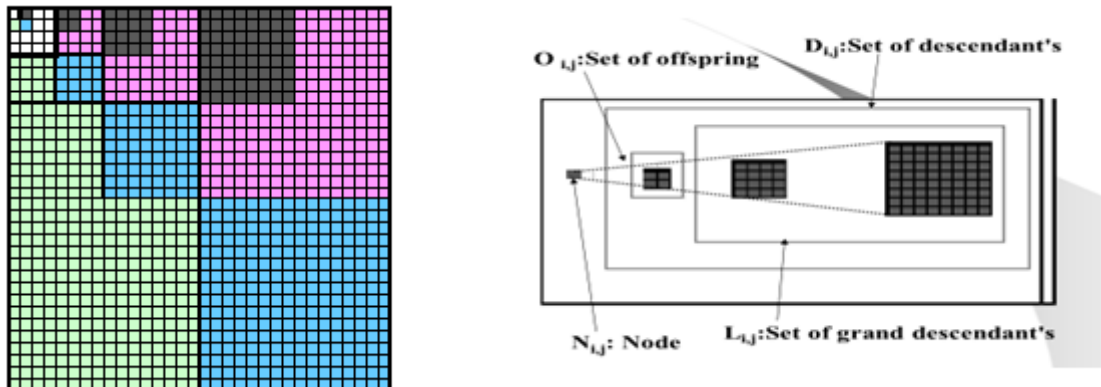 D i,j:Set of descendant's
O i,j:Set of offspring
L i,j:Set of grand descendant's
N i,j: Node